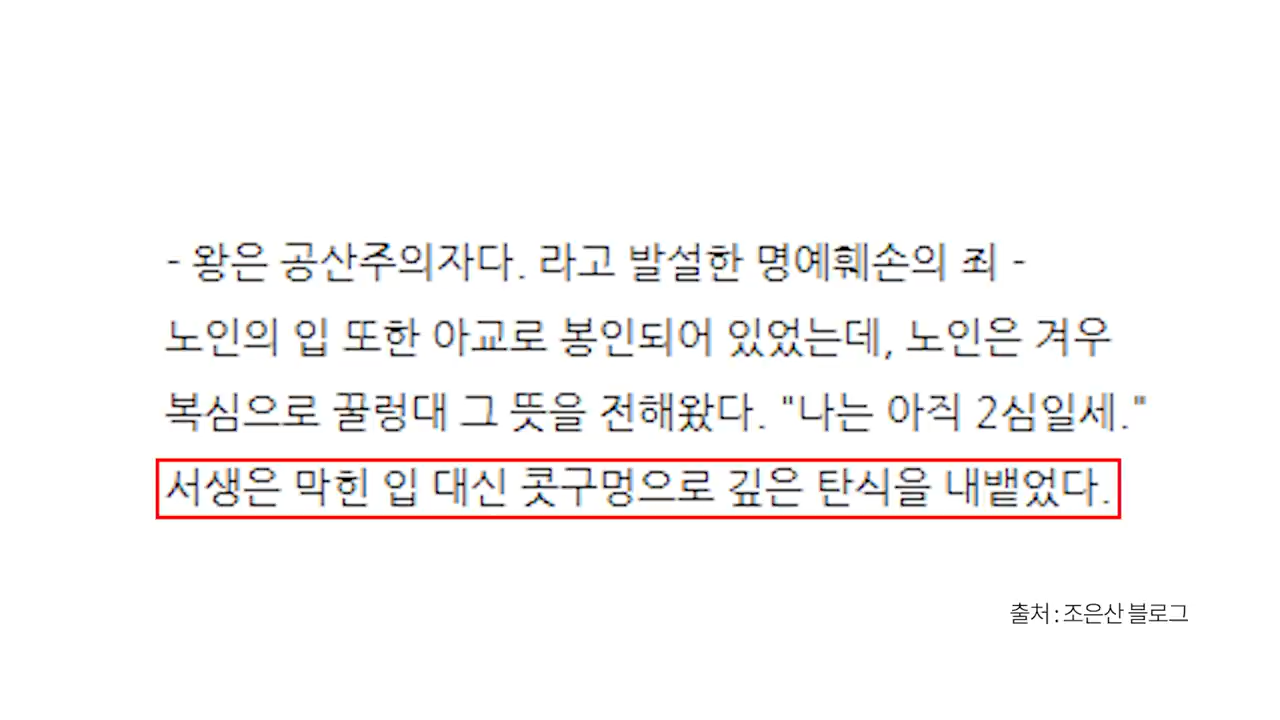 - 왕은 공산주의자다. 라고 발설한 명예훼손의 죄 -
노인의 입 또한 아교로 봉인되어 있었는데, 노인은 겨우
복심으로 꿀렁대 그 뜻을 전해왔다. "나는 아직 2심일세."
서생은 막힌 입 대신 콧구멍으로 깊은 탄식을 내뱉었다.
출처 : 조은산 블로그